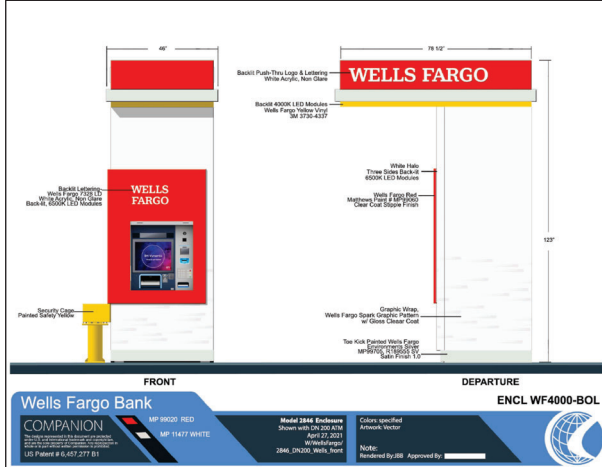 46"
76 1/2"
Backlit Push-Thru Logo & Lettering
White Acrylic, Non Glare
WELLS FARGO
Backlit 4000K LED Modules
Wells Fargo Yellow Vinyl
3M 3730-4337
White Halo
Three Sides Back-lit
6500K LED Modules
Backlit Lettering
Wells Fargo 7328 LD
White Acrylic, Non Glare
Back-lit, 6500K LED Modules
WELLS
FARGO
Wells Fargo Red
Matthews Paint # MP99060
Clear Coat Stipple Finish
123"
Security Cage
Painted Safety Yellow
Graphic Wrap,
Wells Fargo Spark Graphic Pattern
w/ Gloss Clesar Coat
Toe Kick Painted Wells Fargo
Environments Silver
MP99705, R189555 SV
Satin Finish 1.0
FRONT
DEPARTURE
Wells Fargo Bank
ENCL WF4000-BOL
COMPANION
MP 99020 RED
MP 11477 WHITE
US Patent # 6,457,277 B1
Model 2846 Enclosure
Shown with DN 200 ATM
April 27, 2021
W/Wellsfargo/
2846_DN200_Wells_front
Colors: specified
Artwork: Vector
Note:
Rendered By:JBB Approved By: